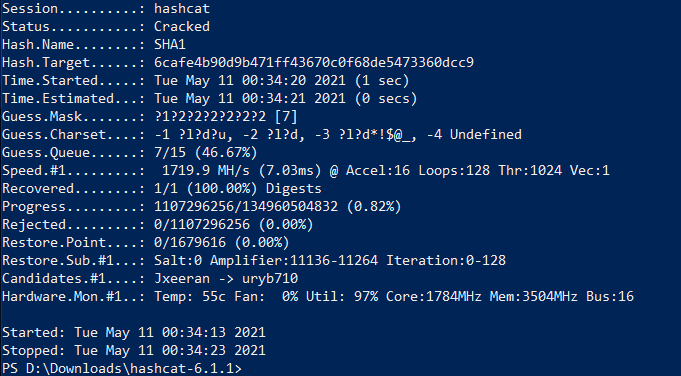 Session..........: hashcat
Status...........: Cracked
Hash.Name........: SHA1
Hash.Target......: 6cafe4b90d9b471ff43670c0f68de5473360dcc9
Time.Started.....: Tue May 11 00:34:20 2021 (1 sec)
Time.Estimated...: Tue May 11 00:34:21 2021 (0 secs)
Guess.Mask.......: ?1?2?2?2?2?2?2 [7]
Guess.Charset....: -1 ?l?d?u, -2 ?l?d, -3 ?l?d*!$@_, -4 Undefined
Guess.Queue......: 7/15 (46.67%)
Speed.#1.........:  1719.9 MH/s (7.03ms) @ Accel:16 Loops:128 Thr:1024 Vec:1
Recovered........: 1/1 (100.00%) Digests
Progress.........: 1107296256/134960504832 (0.82%)
Rejected.........: 0/1107296256 (0.00%)
Restore.Point....: 0/1679616 (0.00%)
Restore.Sub.#1...: Salt:0 Amplifier:11136-11264 Iteration:0-128
Candidates.#1....: Jxeeran -> uryb710
Hardware.Mon.#1..: Temp: 55c Fan:  0% Util: 97% Core:1784MHz Mem:3504MHz Bus:16
Started: Tue May 11 00:34:13 2021
Stopped: Tue May 11 00:34:23 2021
PS D:\Downloads\hashcat-6.1.1>